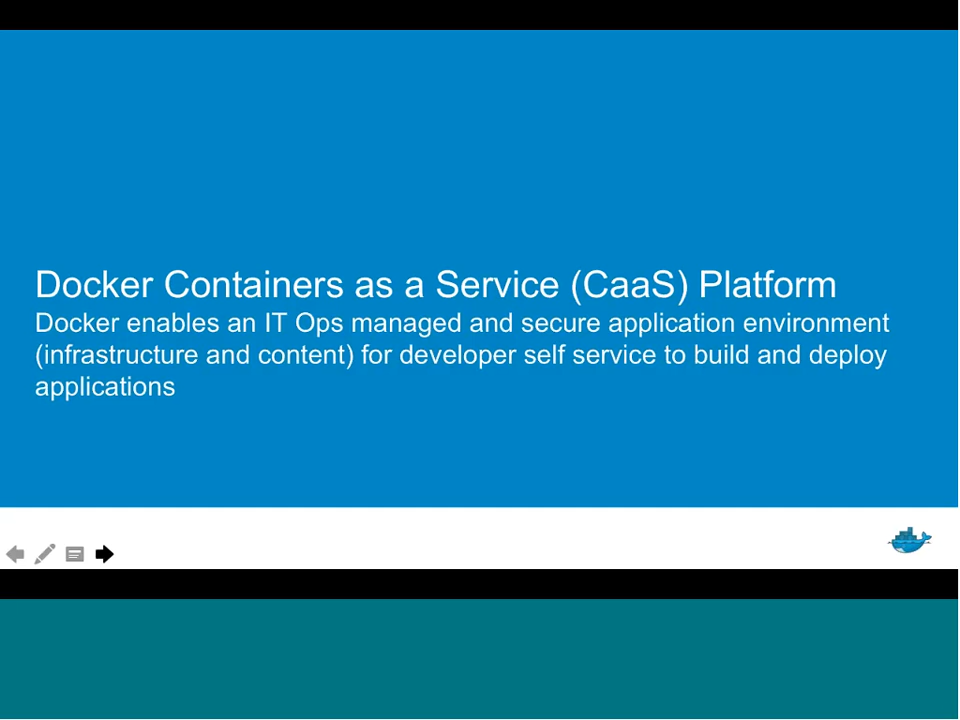 Docker Containers as a Service (CaaS) Platform
Docker enables an IT Ops managed and secure application environment
(infrastructure and content) for developer self service to build and deploy
applications